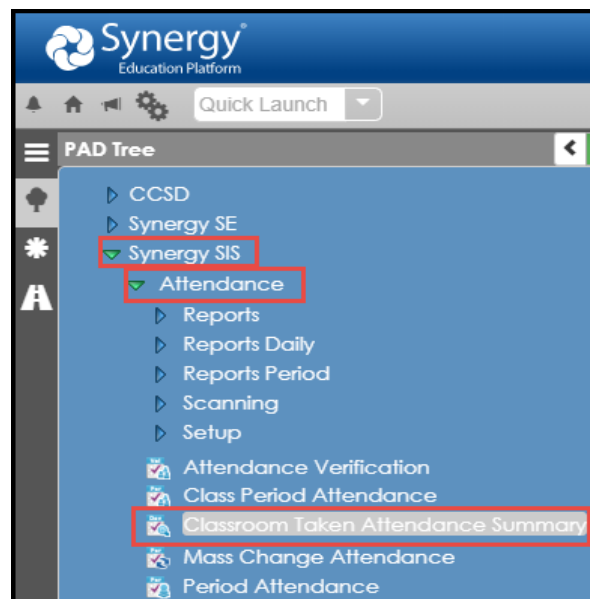 Synergy
Education Platform
Quick Launch
PAD Tree
CCSD
Synergy SE
Synergy SIS
Attendance
Reports
Reports Daily
Reports Period
Scanning
Setup
Attendance Verification
Class Period Attendance
Classroom Taken Attendance Summary
Mass Change Attendance
Period Attendance